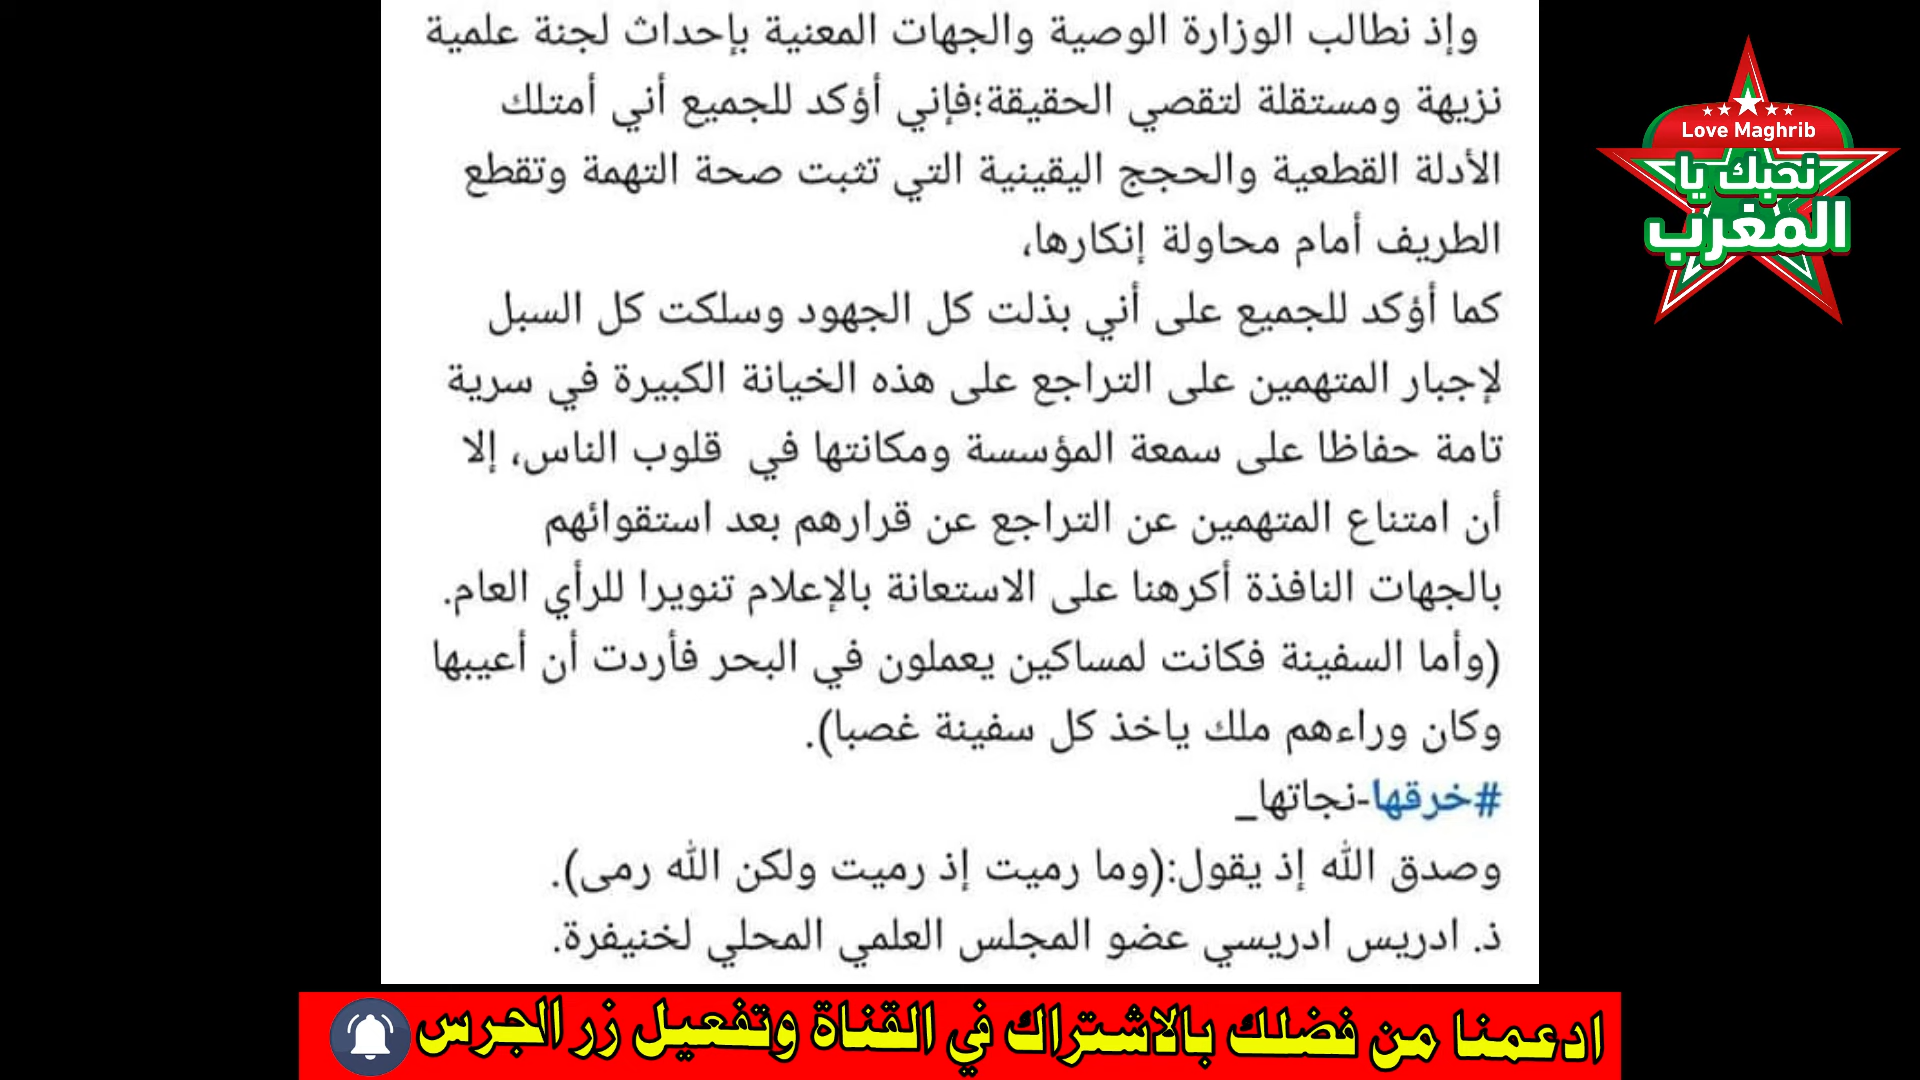 وإذ نطالب الوزارة الوصية والجهات المعنية بإحداث لجنة علمية
نزيهة ومستقلة لتقصي الحقيقة؛فإني أؤكد للجميع أني أمتلك
الأدلة القطعية والحجج اليقينية التي تثبت صحة التهمة وتقطع
الطريف أمام محاولة إنكارها،
كما أؤكد للجميع على أني بذلت كل الجهود وسلكت كل السبل
لإجبار المتهمين على التراجع على هذه الخيانة الكبيرة في سرية
تامة حفاظا على سمعة المؤسسة ومكانتها في قلوب الناس، إلا
أن امتناع المتهمين عن التراجع عن قرارهم بعد استقوائهم
بالجهات النافذة أكرهنا على الاستعانة بالإعلام تنويرا للرأي العام.
(وأما السفينة فكانت لمساكين يعملون في البحر فأردت أن أعيبها
وكان وراءهم ملك ياخذ كل سفينة غصبا).
#خرقها-نجاتها_
وصدق الله إذ يقول:(وما رميت إذ رميت ولكن الله رمى).
ذ. ادريس ادريسي عضو المجلس العلمي المحلي لخنيفرة.
Love Maghrib
نحبك يا
المغرب
ادعمنا من فضلك بالاشتراك في القناة وتفعيل زر الجرس